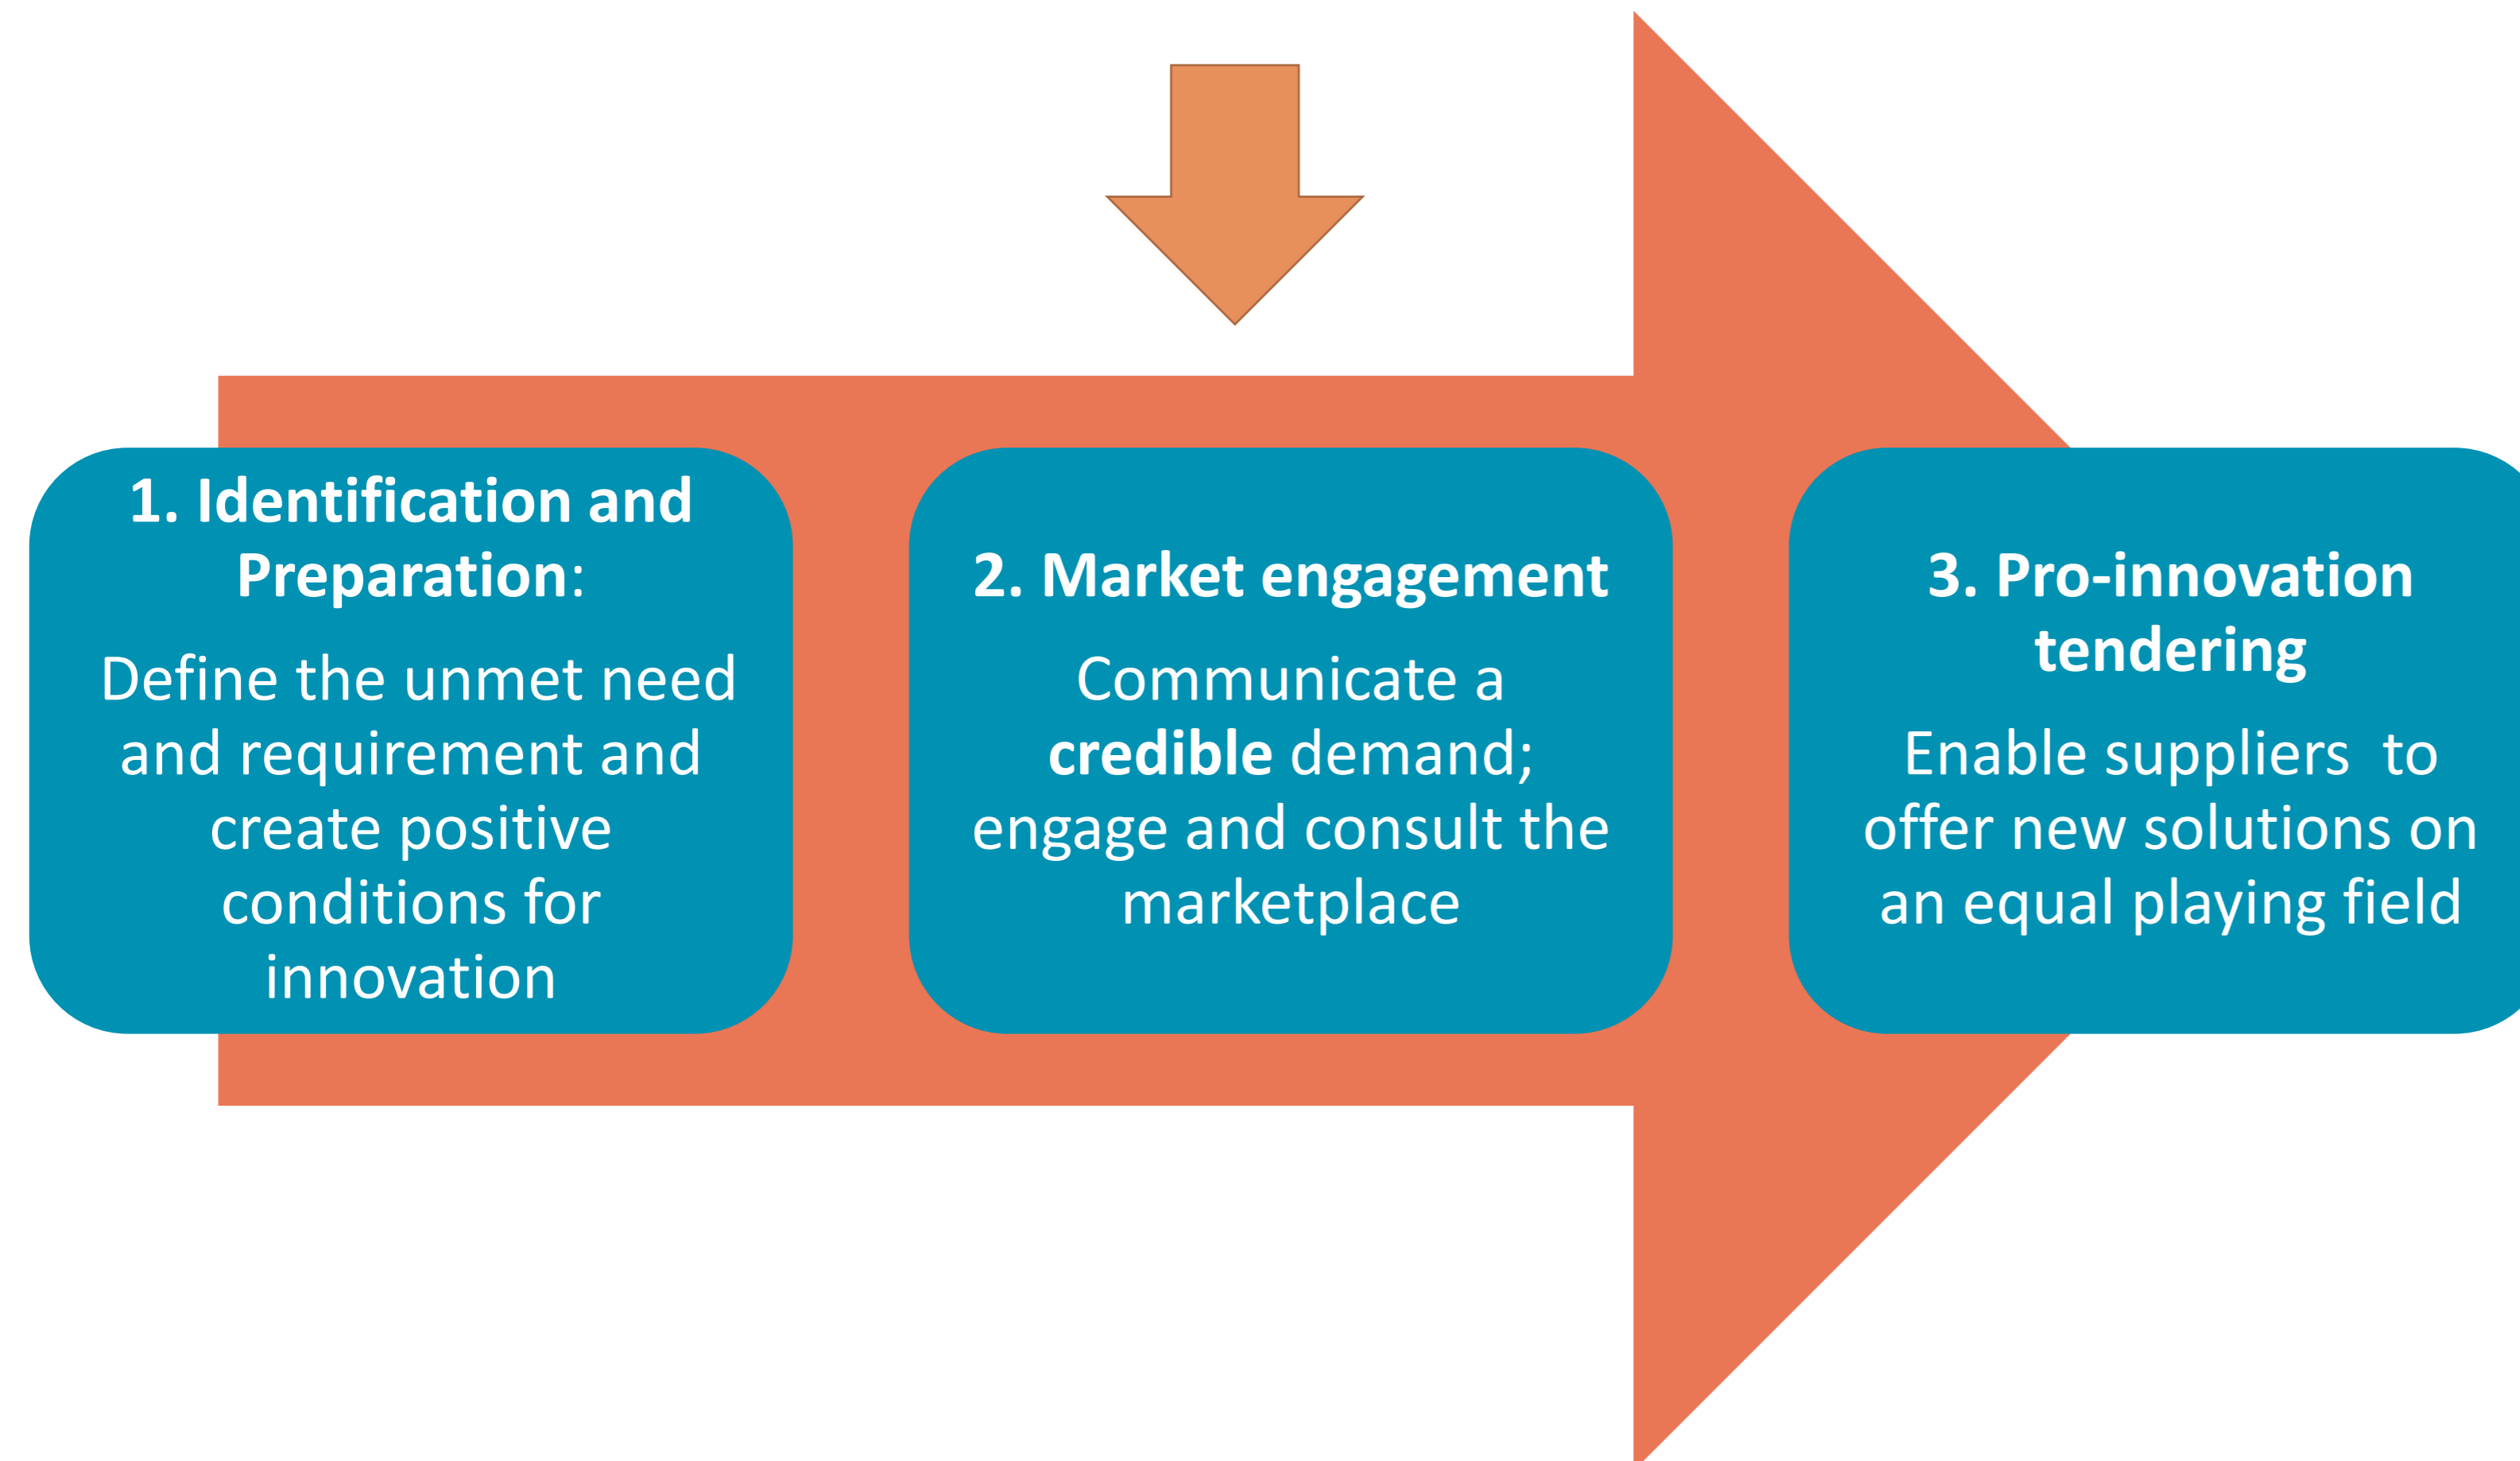 1. Identification and
Preparation:
Define the unmet need
and requirement and
create positive
conditions for
innovation
2. Market engagement
Communicate a
credible demand;
engage and consult the
marketplace
3. Pro-innovation
tendering
Enable suppliers  to
offer new solutions on
an equal playing field